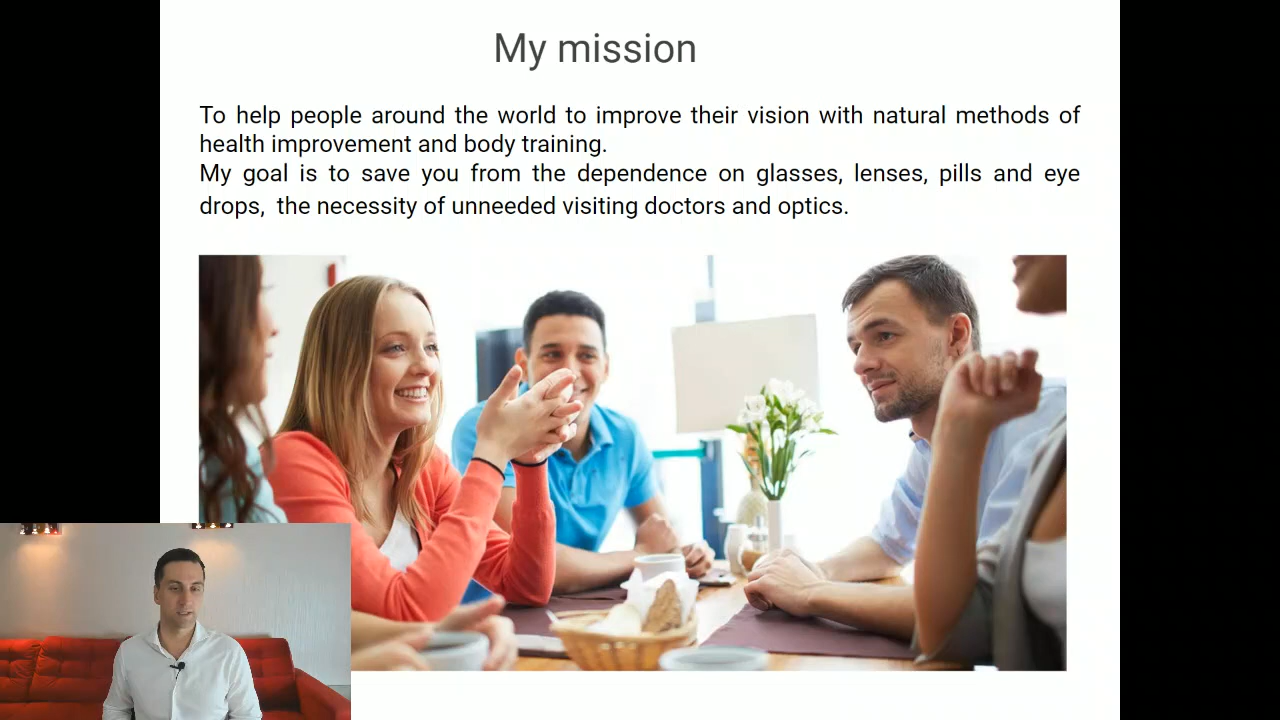 My mission
To help people around the world to improve their vision with natural methods of
health improvement and body training.
My goal is to save you from the dependence on glasses, lenses, pills and eye
drops, the necessity of unneeded visiting doctors and optics.